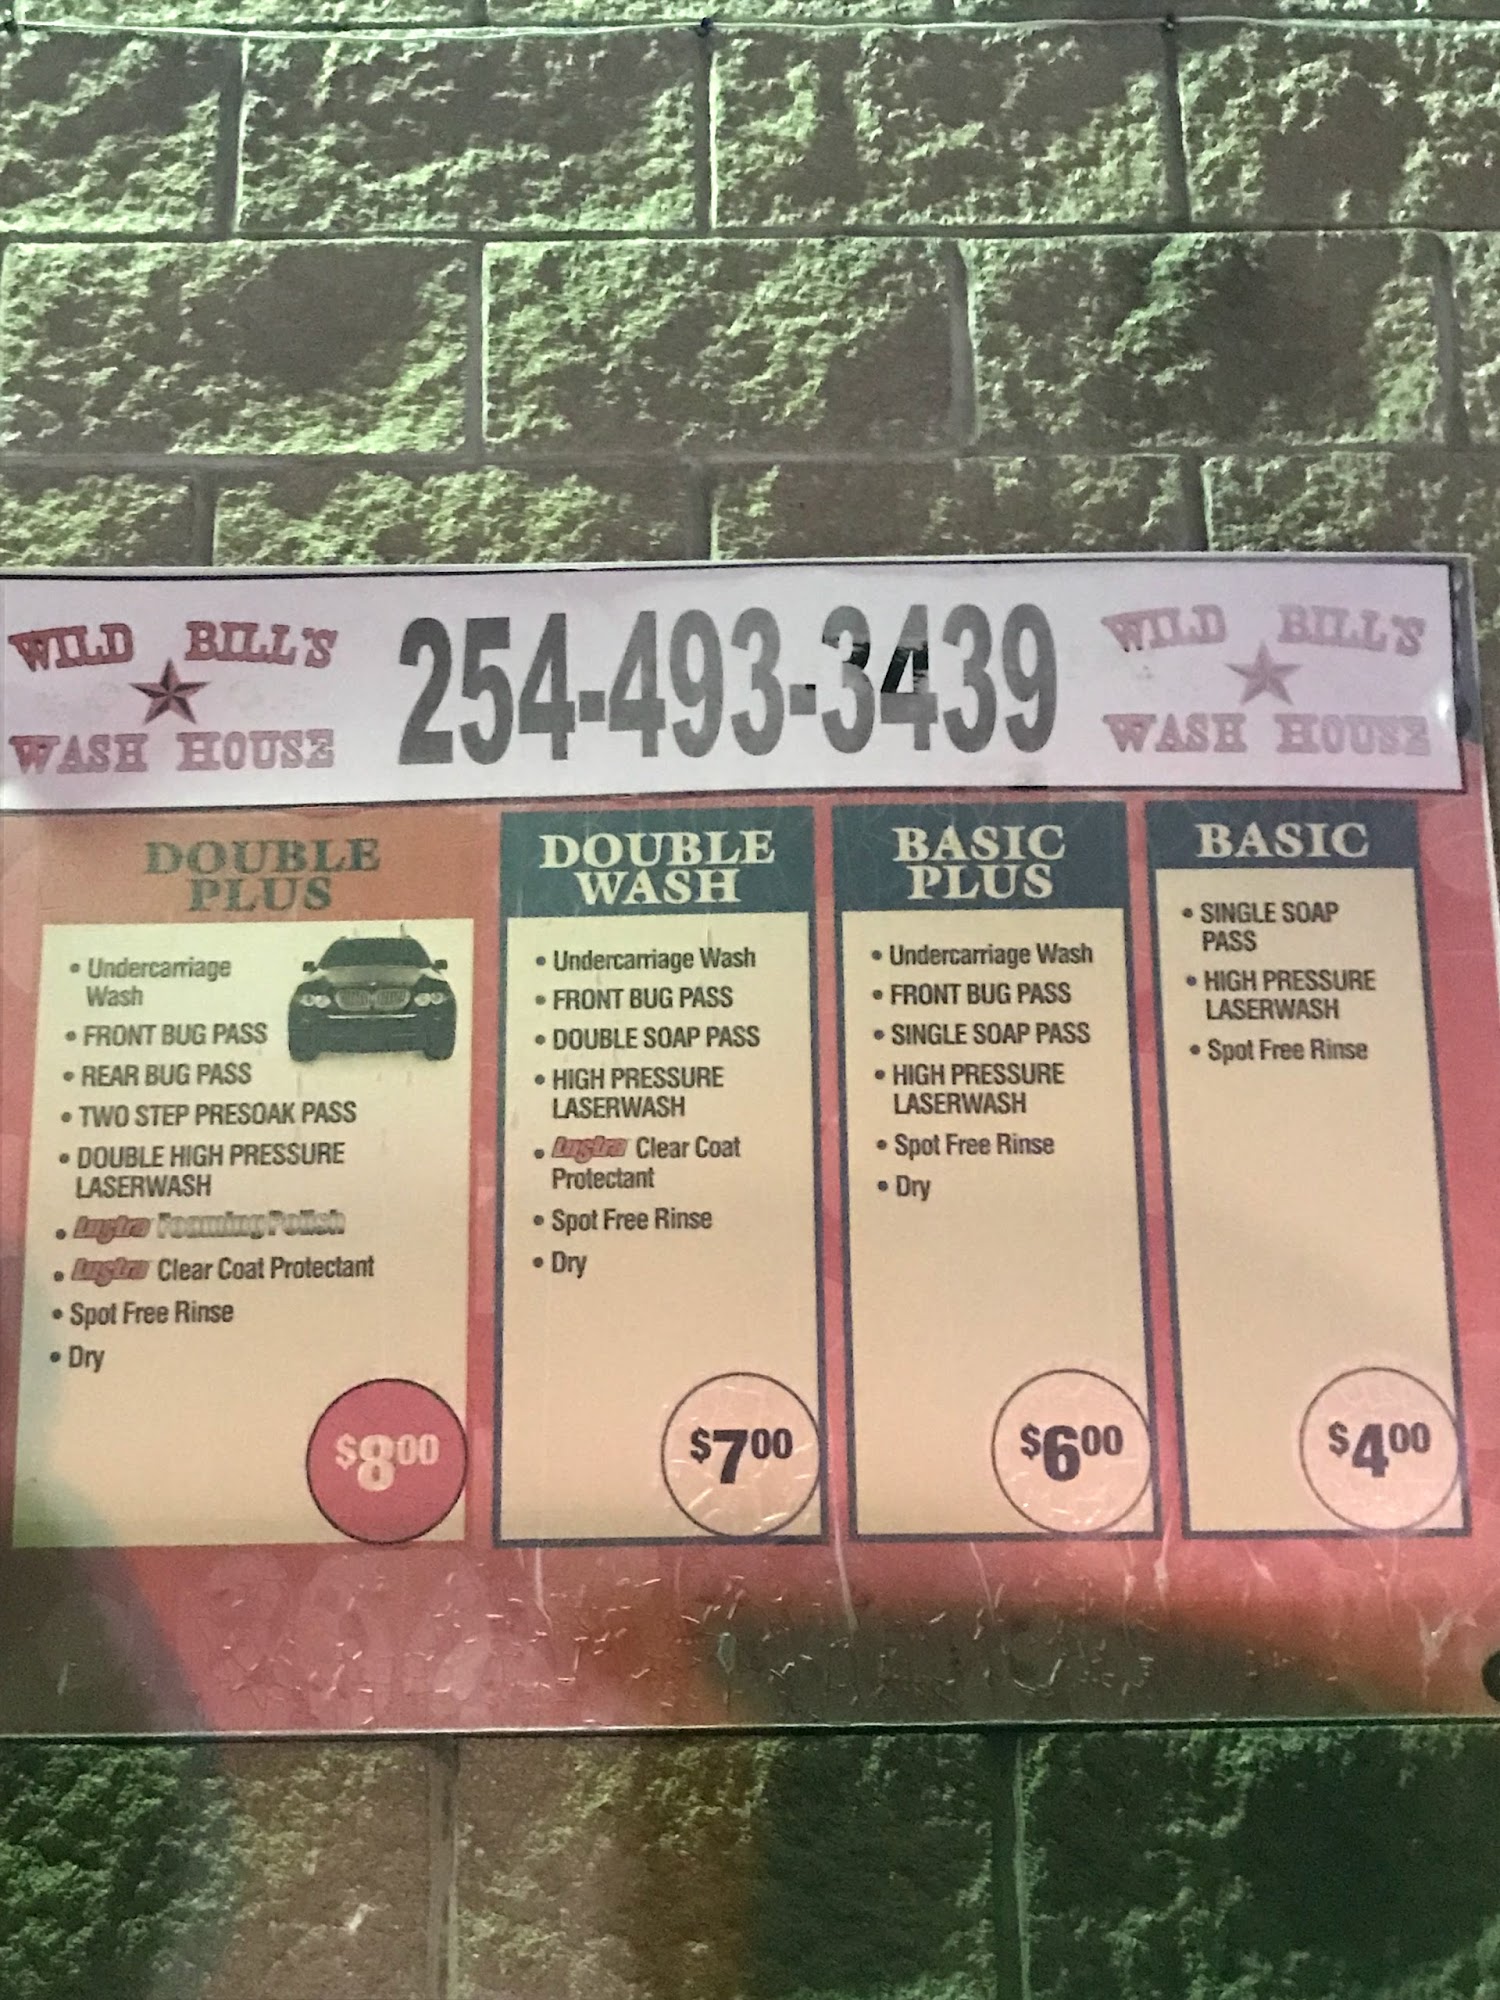 WILD BILL'S
WASH HOUSE
254-493-3439
WILD BILL'S
WASH HOUSE
DOUBLE
PLUS
• Undercarriage
Wash
• FRONT BUG PASS
• REAR BUG PASS
• TWO STEP PRESOAK PASS
• DOUBLE HIGH PRESSURE
LASERWASH
• Lustra Foaming Polish
• Lustra Clear Coat Protectant
• Spot Free Rinse
• Dry
$8.00
DOUBLE
WASH
• Undercarriage Wash
• FRONT BUG PASS
• DOUBLE SOAP PASS
• HIGH PRESSURE
LASERWASH
• Lustra Clear Coat
Protectant
• Spot Free Rinse
• Dry
$7.00
BASIC
PLUS
• Undercarriage Wash
• FRONT BUG PASS
• SINGLE SOAP PASS
• HIGH PRESSURE
LASERWASH
• Spot Free Rinse
• Dry
$6.00
BASIC
• SINGLE SOAP
PASS
• HIGH PRESSURE
LASERWASH
• Spot Free Rinse
$4.00